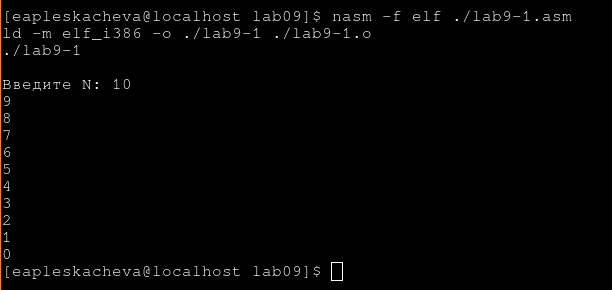 [eapleskacheva@localhost lab09]$ nasm -f elf ./lab9-1.asm
ld -m elf_i386 -o ./lab9-1 ./lab9-1.o
./lab9-1
Введите N: 10
9
8
7
6
5
4
3
2
1
0
[eapleskacheva@localhost lab09]$